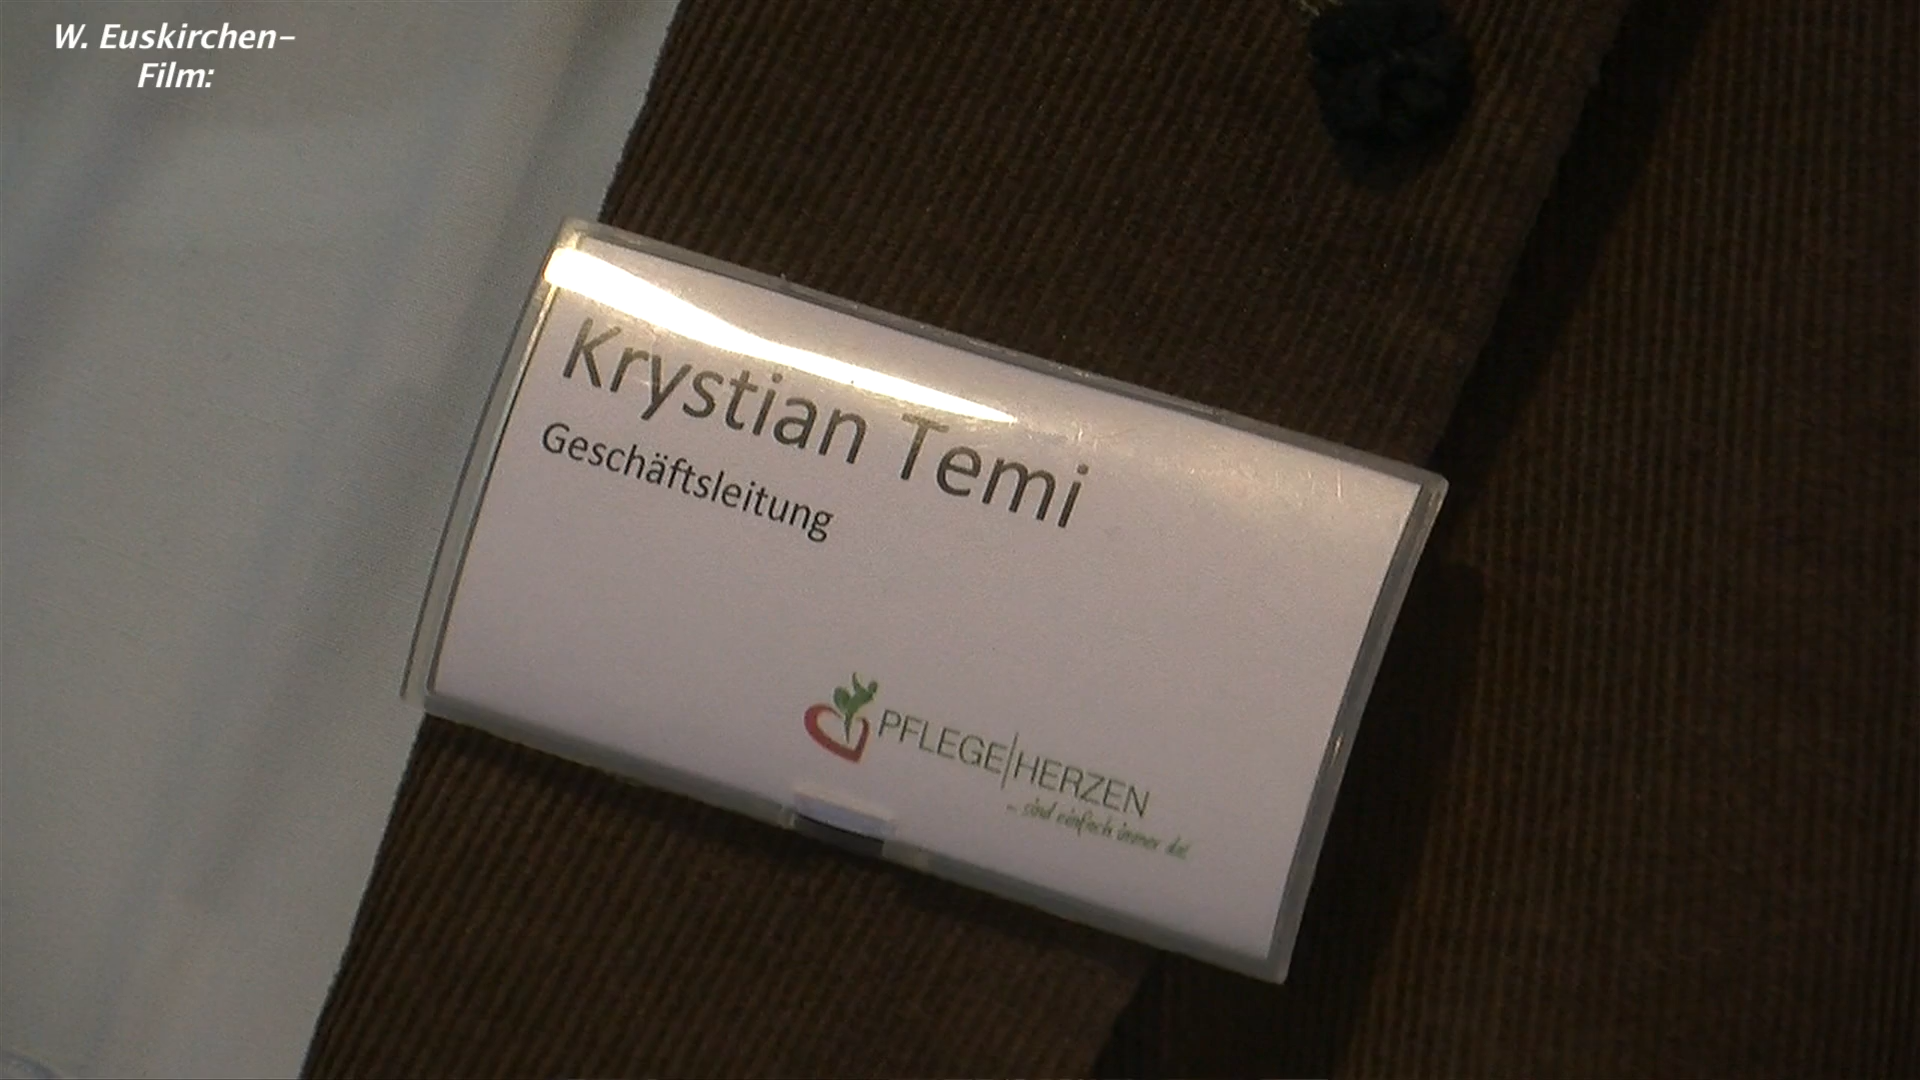 W. Euskirchen-
Film:
Krystian Temi
Geschäftsleitung
PFLEGE|HERZEN
... sind einfach immer da!